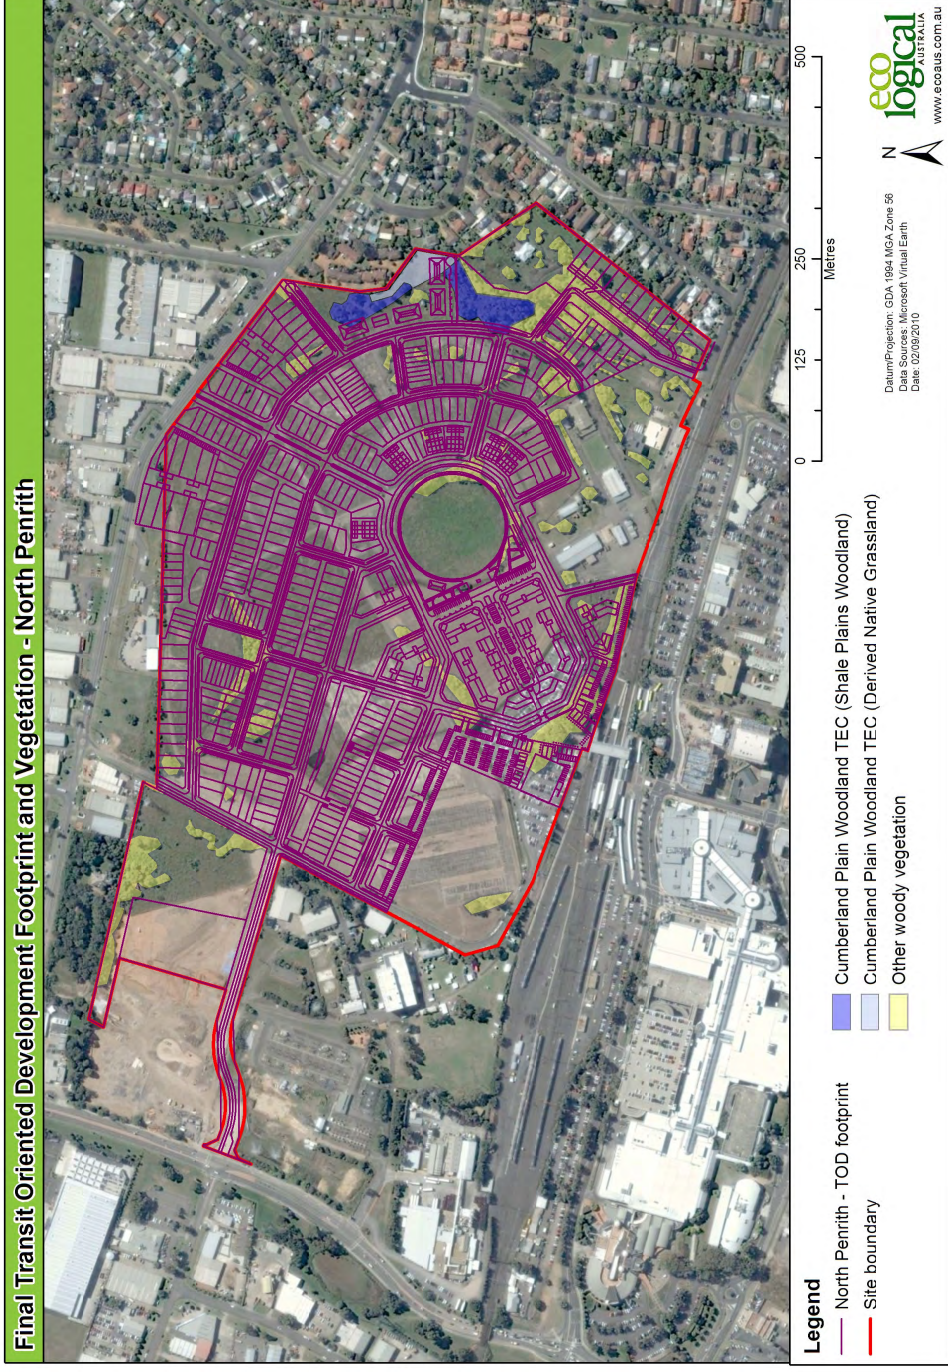 Final Transit Oriented Development Footprint and Vegetation - North Penrith
Legend
North Penrith - TOD footprint
Site boundary
Cumberland Plain Woodland TEC (Shale Plains Woodland)
Cumberland Plain Woodland TEC (Derived Native Grassland)
Other woody vegetation
0
125
250
500
Metres
Datum/Projection: GDA 1994 MGA Zone 56
Data Sources: Microsoft Virtual Earth
Date: 02/09/2010
N
eco
logical
AUSTRALIA
www.ecoaus.com.au